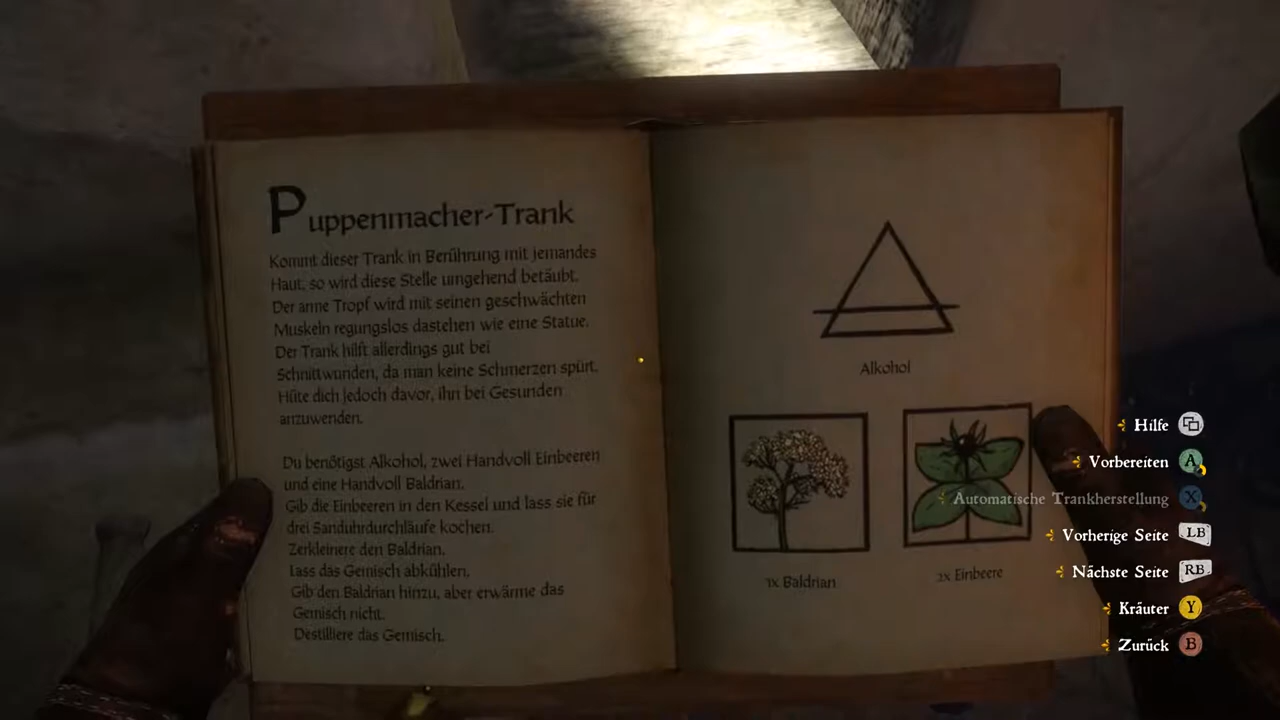 Puppenmacher-Trank
Kommt dieser Trank in Berührung mit jemandes
Haut, so wird diese Stelle umgehend betäubt.
Der arme Tropf wird mit seinen geschwächten
Muskeln regungslos dastehen wie eine Statue.
Der Trank hilft allerdings gut bei
Schnittwunden, da man keine Schmerzen spürt.
Hüte dich jedoch davor, ihn bei Gesunden
anzuwenden.
Du benötigst Alkohol, zwei Handvoll Einbeeren
und eine Handvoll Baldrian.
Gib die Einbeeren in den Kessel und lass sie für
drei Sanduhrdurchläufe kochen.
Zerkleinere den Baldrian.
Lass das Gemisch abkühlen.
Gib den Baldrian hinzu, aber erwärme das
Gemisch nicht.
Destilliere das Gemisch.
Alkohol
1x Baldrian
2x Einbeere
Hilfe
Vorbereiten A
Automatische Trankherstellung X
Vorherige Seite LB
Nächste Seite RB
Kräuter Y
Zurück B